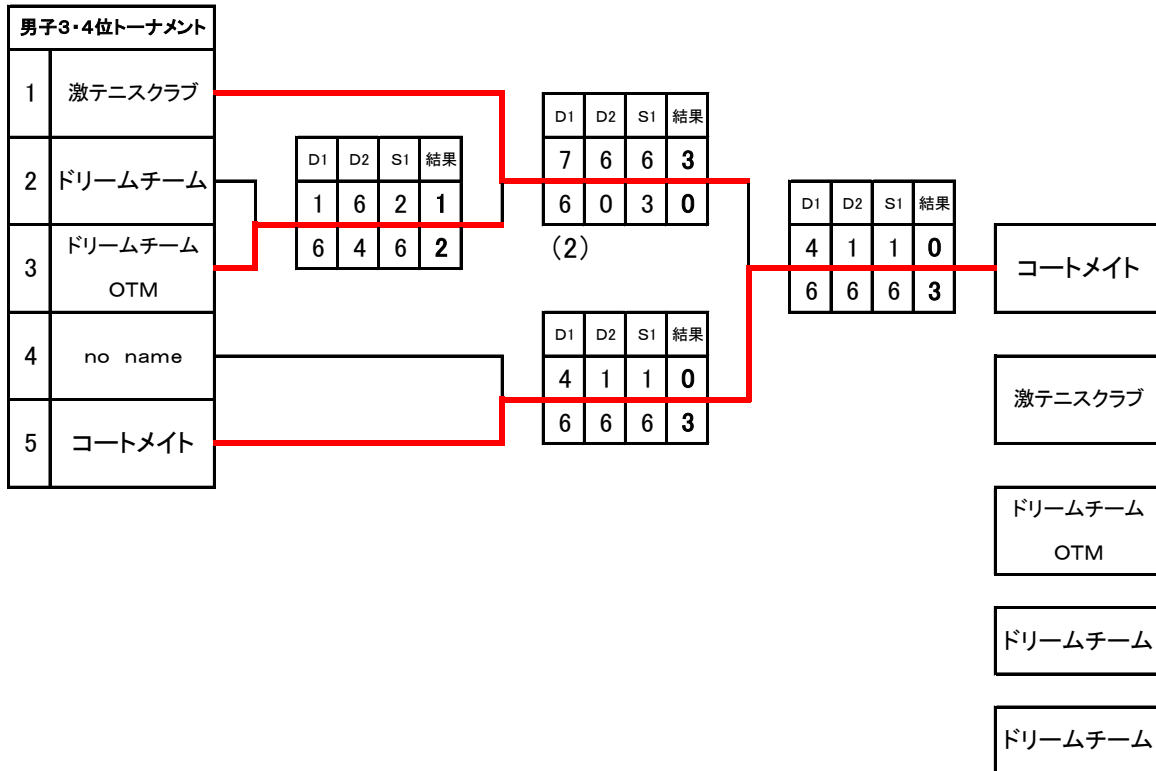 男子3・4位トーナメント
1 激テニスクラブ
2 ドリームチーム
3 ドリームチーム
OTM
4 no name
5 コートメイト
D1 D2 S1 結果
1 6 2 1
6 4 6 2
D1 D2 S1 結果
7 6 6 3
6 0 3 0
(2)
D1 D2 S1 結果
4 1 1 0
6 6 6 3
D1 D2 S1 結果
4 1 1 0
6 6 6 3
コートメイト
激テニスクラブ
ドリームチーム
OTM
ドリームチーム
ドリームチーム